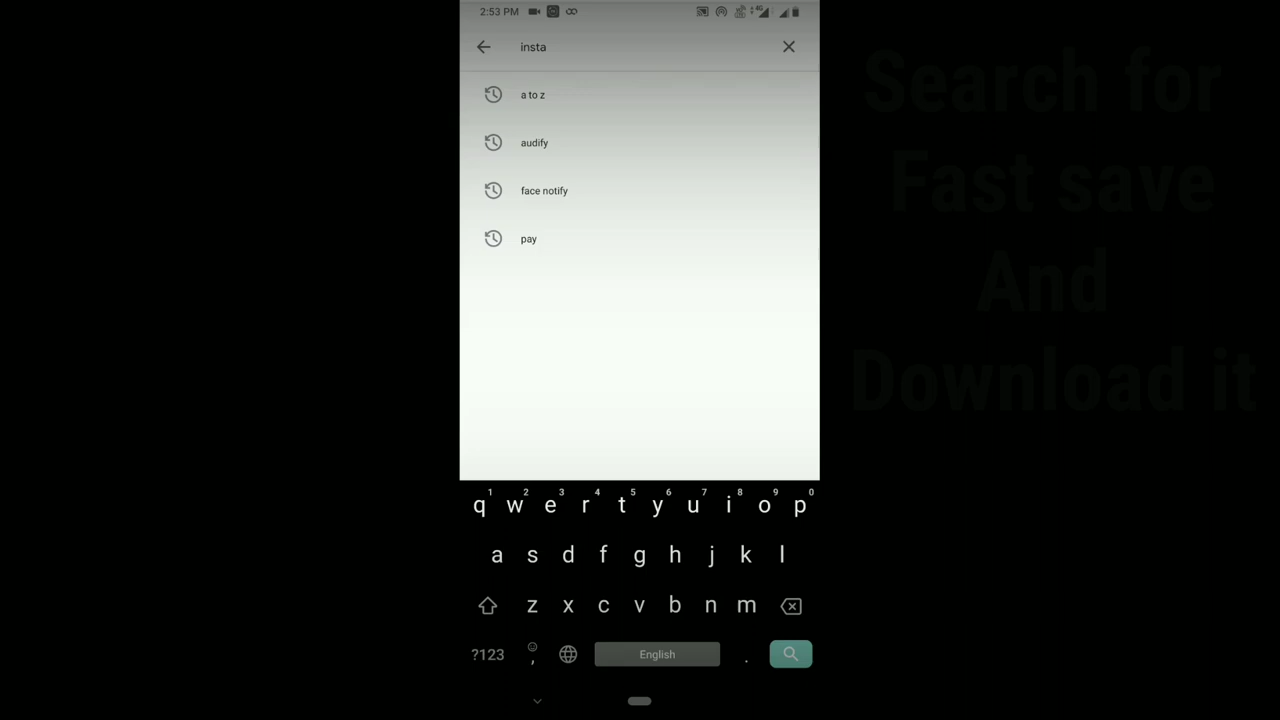 2:53 PM
4G
insta
a to z
audify
face notify
pay
Search for
Fast save
And
Download it
1 2 3 4 5 6 7 8 9 0
q w e r t y u i o p
a s d f g h j k l
z x c v b n m
?123 , English .